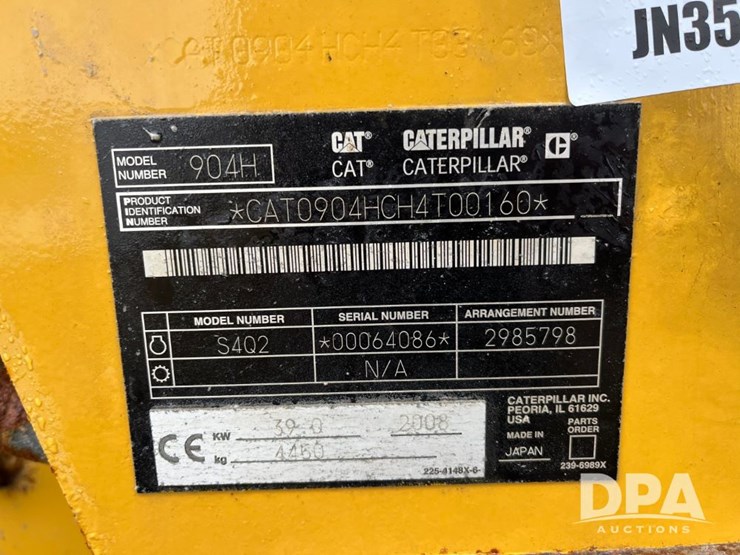 JN35
MODEL NUMBER 904H
CAT® CATERPILLAR® C
CAT® CATERPILLAR®
PRODUCT IDENTIFICATION NUMBER *CAT0904HCH4T00160*
MODEL NUMBER SERIAL NUMBER ARRANGEMENT NUMBER
S4Q2 *00064086* 2985798
N/A
CE
KW 39.0 2008
kg 4450
225-4148X-6-
CATERPILLAR INC.
PEORIA, IL 61629
USA
MADE IN JAPAN
PARTS ORDER
239-6989X
DPA
AUCTIONS